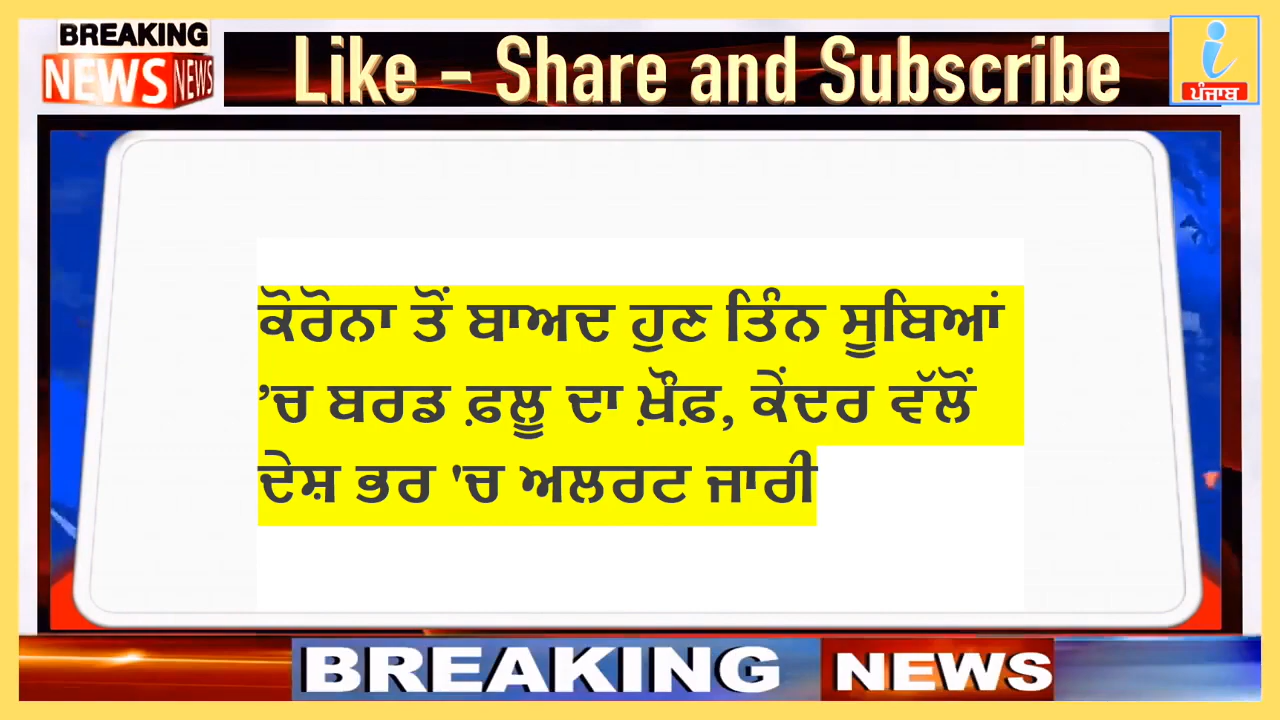 BREAKING
NEWS NEWS
Like - Share and Subscribe
i
ਪੰਜਾਬ
ਕੋਰੋਨਾ ਤੋਂ ਬਾਅਦ ਹੁਣ ਤਿੰਨ ਸੂਬਿਆਂ
’ਚ ਬਰਡ ਫ਼ਲੂ ਦਾ ਖ਼ੌਫ਼, ਕੇਂਦਰ ਵੱਲੋਂ
ਦੇਸ਼ ਭਰ 'ਚ ਅਲਰਟ ਜਾਰੀ
BREAKING NEWS